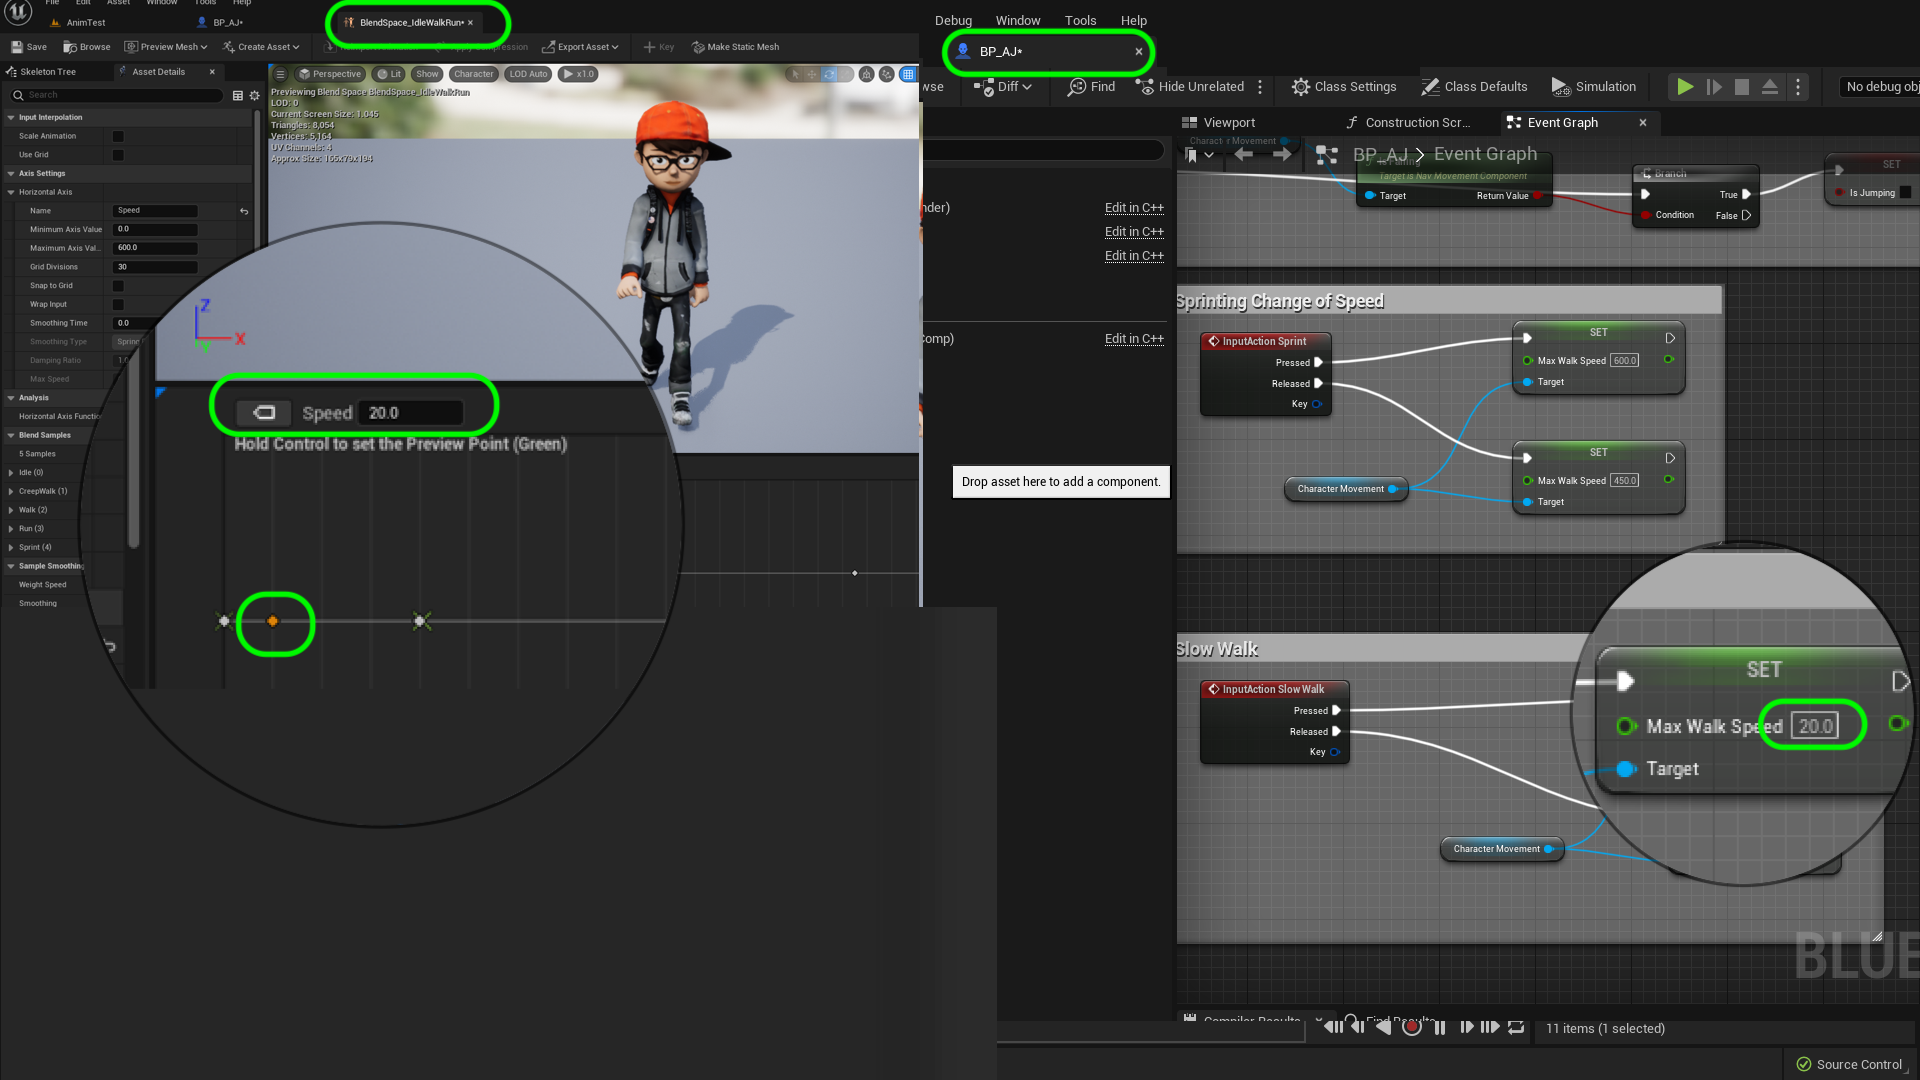 File Edit Asset Window Tools Help
AnimTest
BP_AJ*
BlendSpace_IdleWalkRun*
Save
Browse
Preview Mesh
Create Asset
Export Asset
Key
Make Static Mesh
Skeleton Tree
Asset Details
Search
Input Interpolation
Scale Animation
Use Grid
Axis Settings
Horizontal Axis
Name Speed
Minimum Axis Value 0.0
Maximum Axis Val... 600.0
Grid Divisions 30
Snap to Grid
Wrap Input
Smoothing Time 0.0
Smoothing Type
Damping Ratio
Max Speed
Analysis
Horizontal Axis Functio
Blend Samples
5 Samples
Idle (0)
CreepWalk (1)
Walk (2)
Run (3)
Sprint (4)
Sample Smoothing
Weight Speed
Smoothing
Perspective
Lit
Show
Character
LOD Auto
x1.0
Previewing Blend Space BlendSpace_IdleWalkRun
LOD: 0
Current Screen Size: 1.045
Triangles: 8,054
Vertices: 5,164
UV Channels: 4
Approx Size: 155x79x194
Z
X
Y
Speed 20.0
Hold Control to set the Preview Point (Green)
Debug Window Tools Help
BP_AJ*
wse
Diff
Find
Hide Unrelated
Class Settings
Class Defaults
Simulation
No debug obj
Viewport
Construction Scr...
Event Graph
BP_AJ > Event Graph
nder)
Edit in C++
Edit in C++
Edit in C++
Comp)
Edit in C++
Drop asset here to add a component.
Character Movement
Is Falling
Target is Nav Movement Component
Target
Return Value
Branch
True
Condition
False
SET
Is Jumping
Sprinting Change of Speed
InputAction Sprint
Pressed
Released
Key
SET
Max Walk Speed 600.0
Target
SET
Max Walk Speed 450.0
Target
Character Movement
Slow Walk
InputAction Slow Walk
Pressed
Released
Key
Character Movement
SET
Max Walk Speed 20.0
Target
BLUE
Compiler Results
Find Results
11 items (1 selected)
Source Control